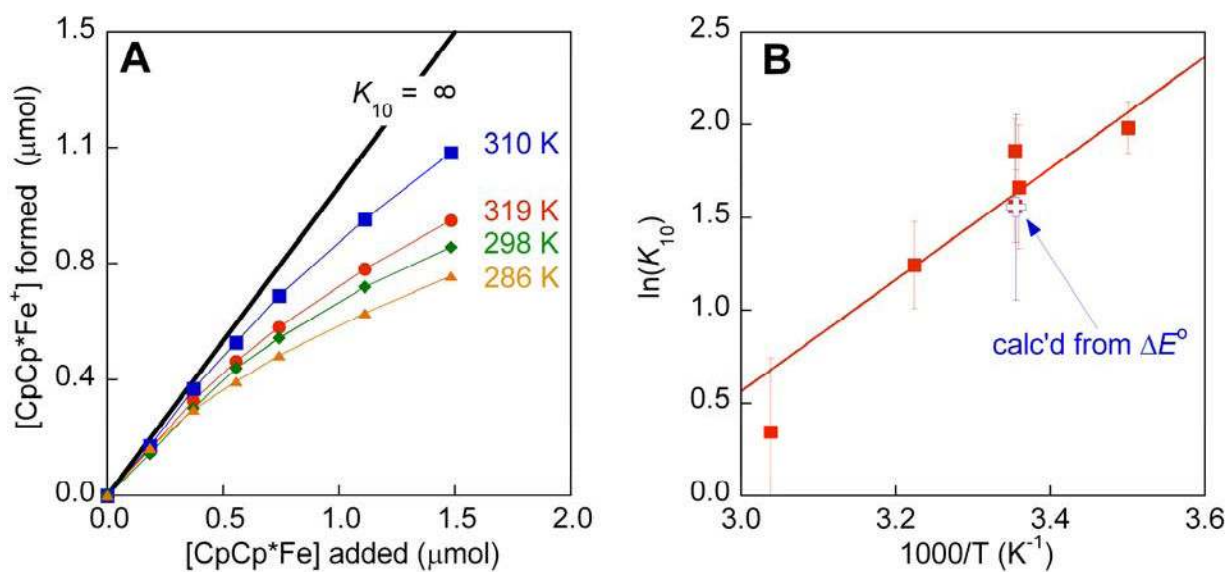 A
[CpCp*Fe⁺] formed (μmol)
1.5
1.1
0.8
0.4
0.0
K₁₀ = ∞
310 K
319 K
298 K
286 K
0.0 0.5 1.0 1.5 2.0
[CpCp*Fe] added (μmol)
B
ln(K₁₀)
2.5
2.0
1.5
1.0
0.5
0.0
calc'd from ΔE°
3.0 3.2 3.4 3.6
1000/T (K⁻¹)